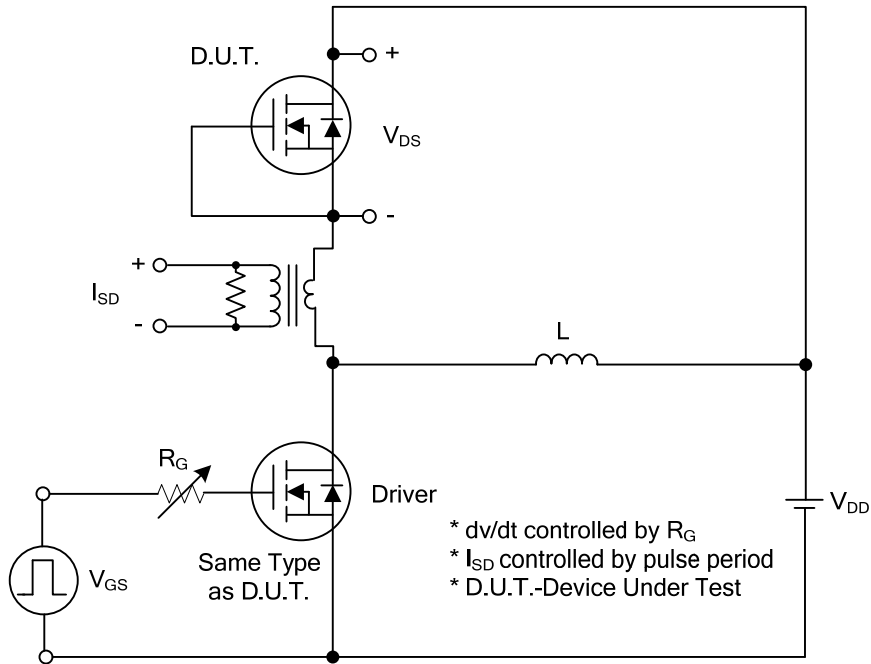 D.U.T.
+
V_DS
-
+
I_SD
-
L
R_G
Driver
V_DD
Same Type
as D.U.T.
V_GS
* dv/dt controlled by R_G
* I_SD controlled by pulse period
* D.U.T.-Device Under Test